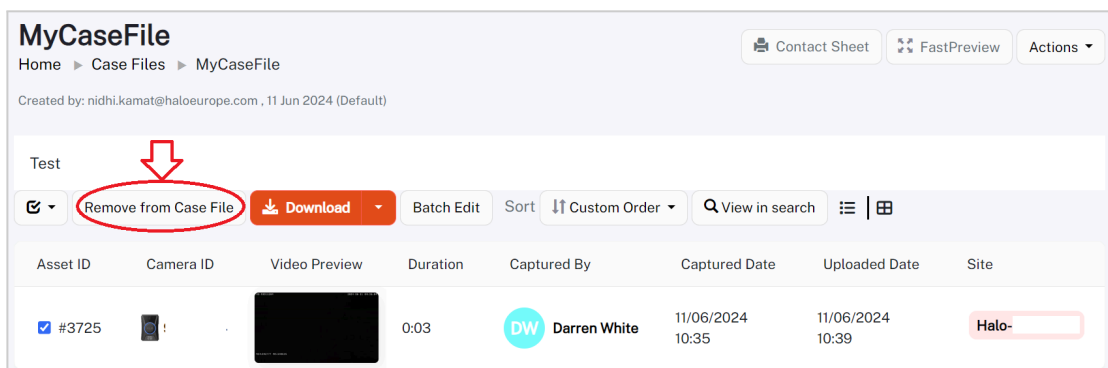 MyCaseFile
Contact Sheet FastPreview Actions
Home Case Files MyCaseFile
Created by: nidhi.kamat@haloeurope.com , 11 Jun 2024 (Default)
Test
Remove from Case File Download Batch Edit Sort Custom Order View in search
Asset ID Camera ID Video Preview Duration Captured By Captured Date Uploaded Date Site
#3725 0:03 DW Darren White 11/06/2024 11/06/2024 Halo-
10:35 10:39